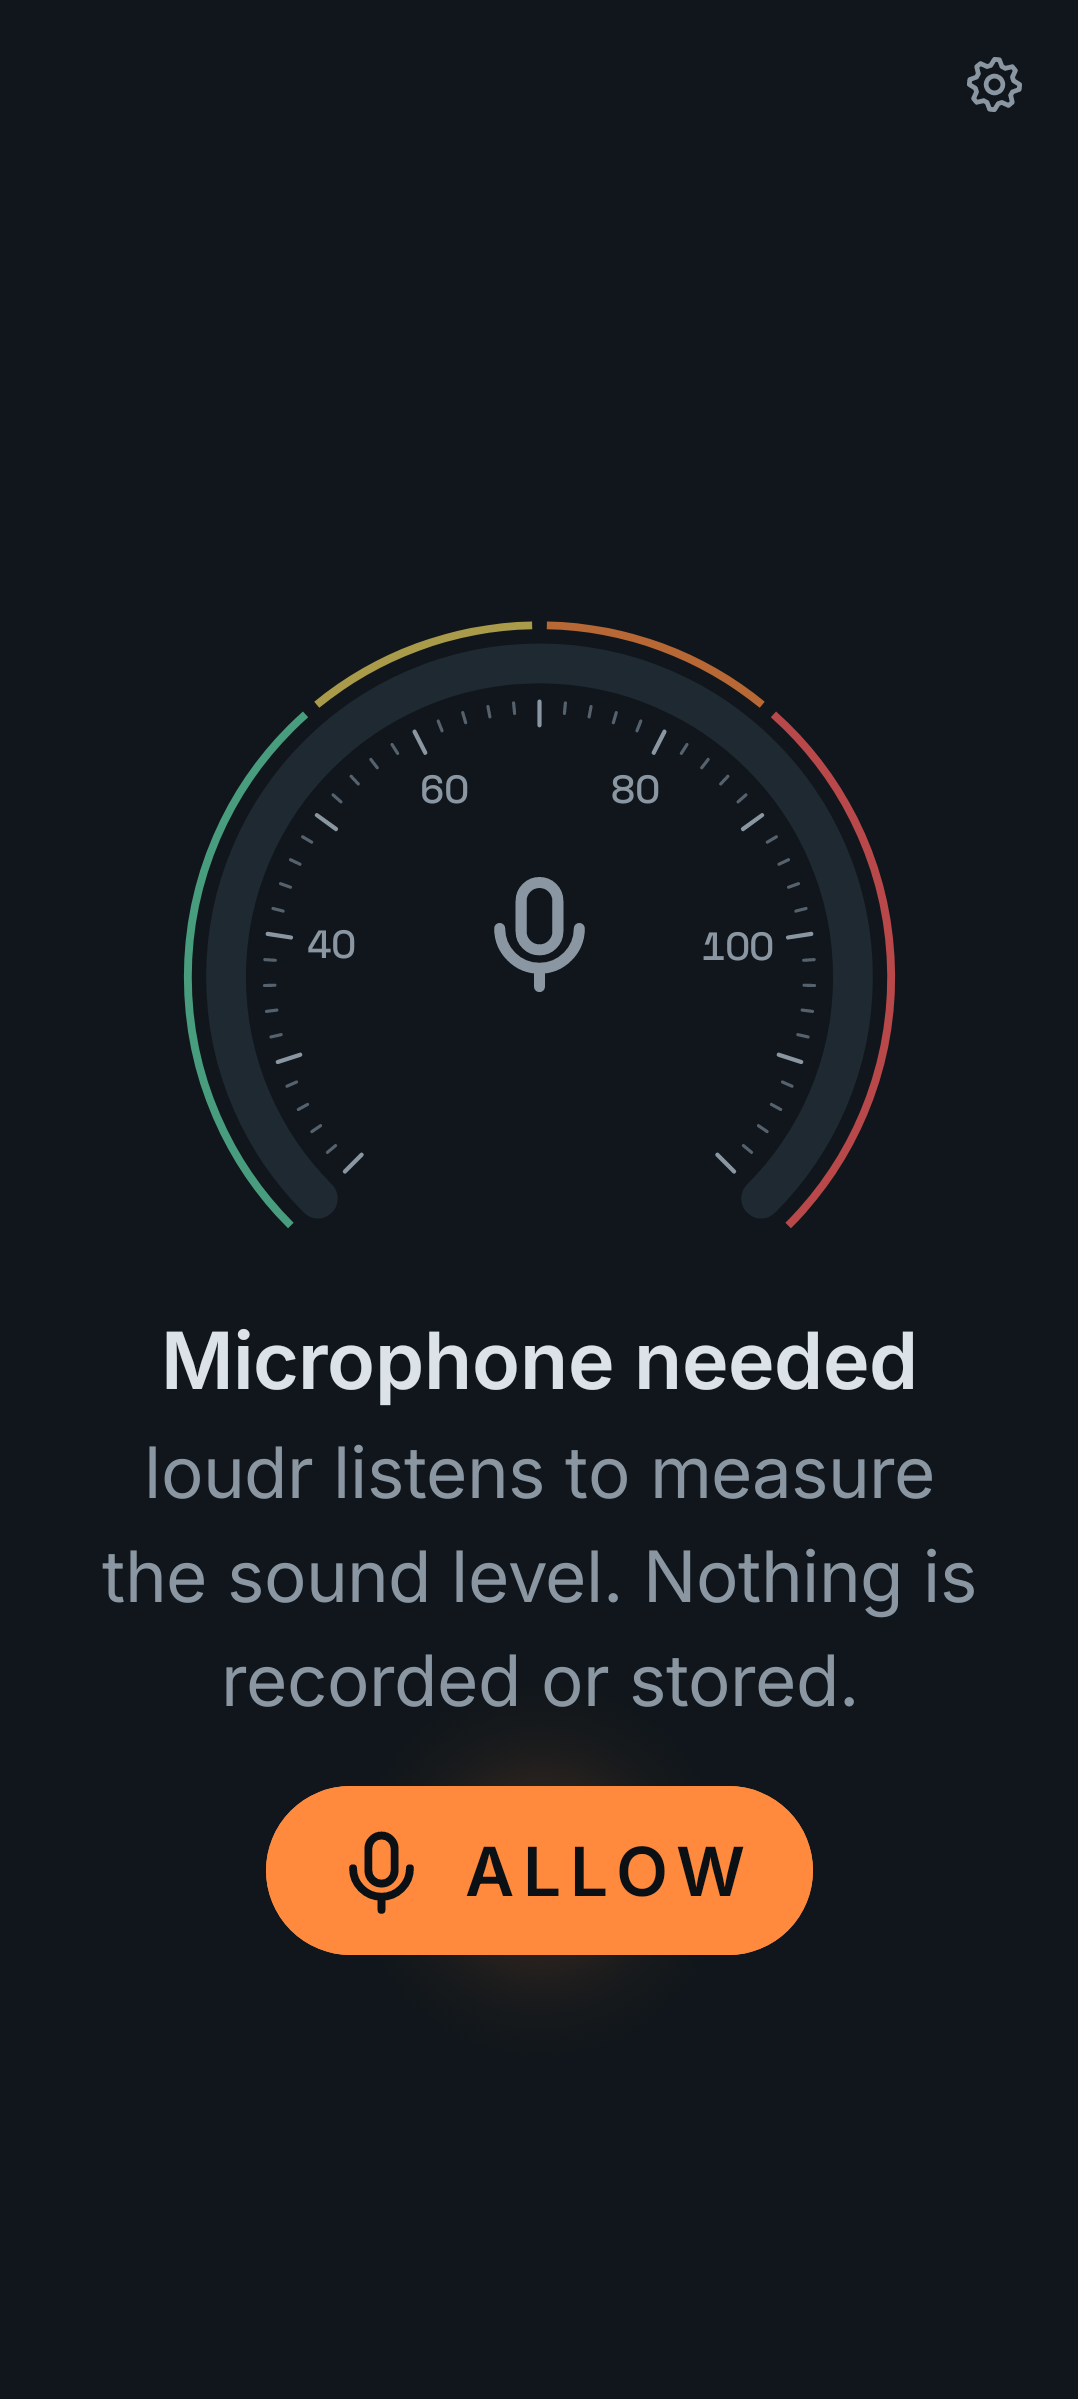 60 80
40 100
Microphone needed
loudr listens to measure
the sound level. Nothing is
recorded or stored.
ALLOW